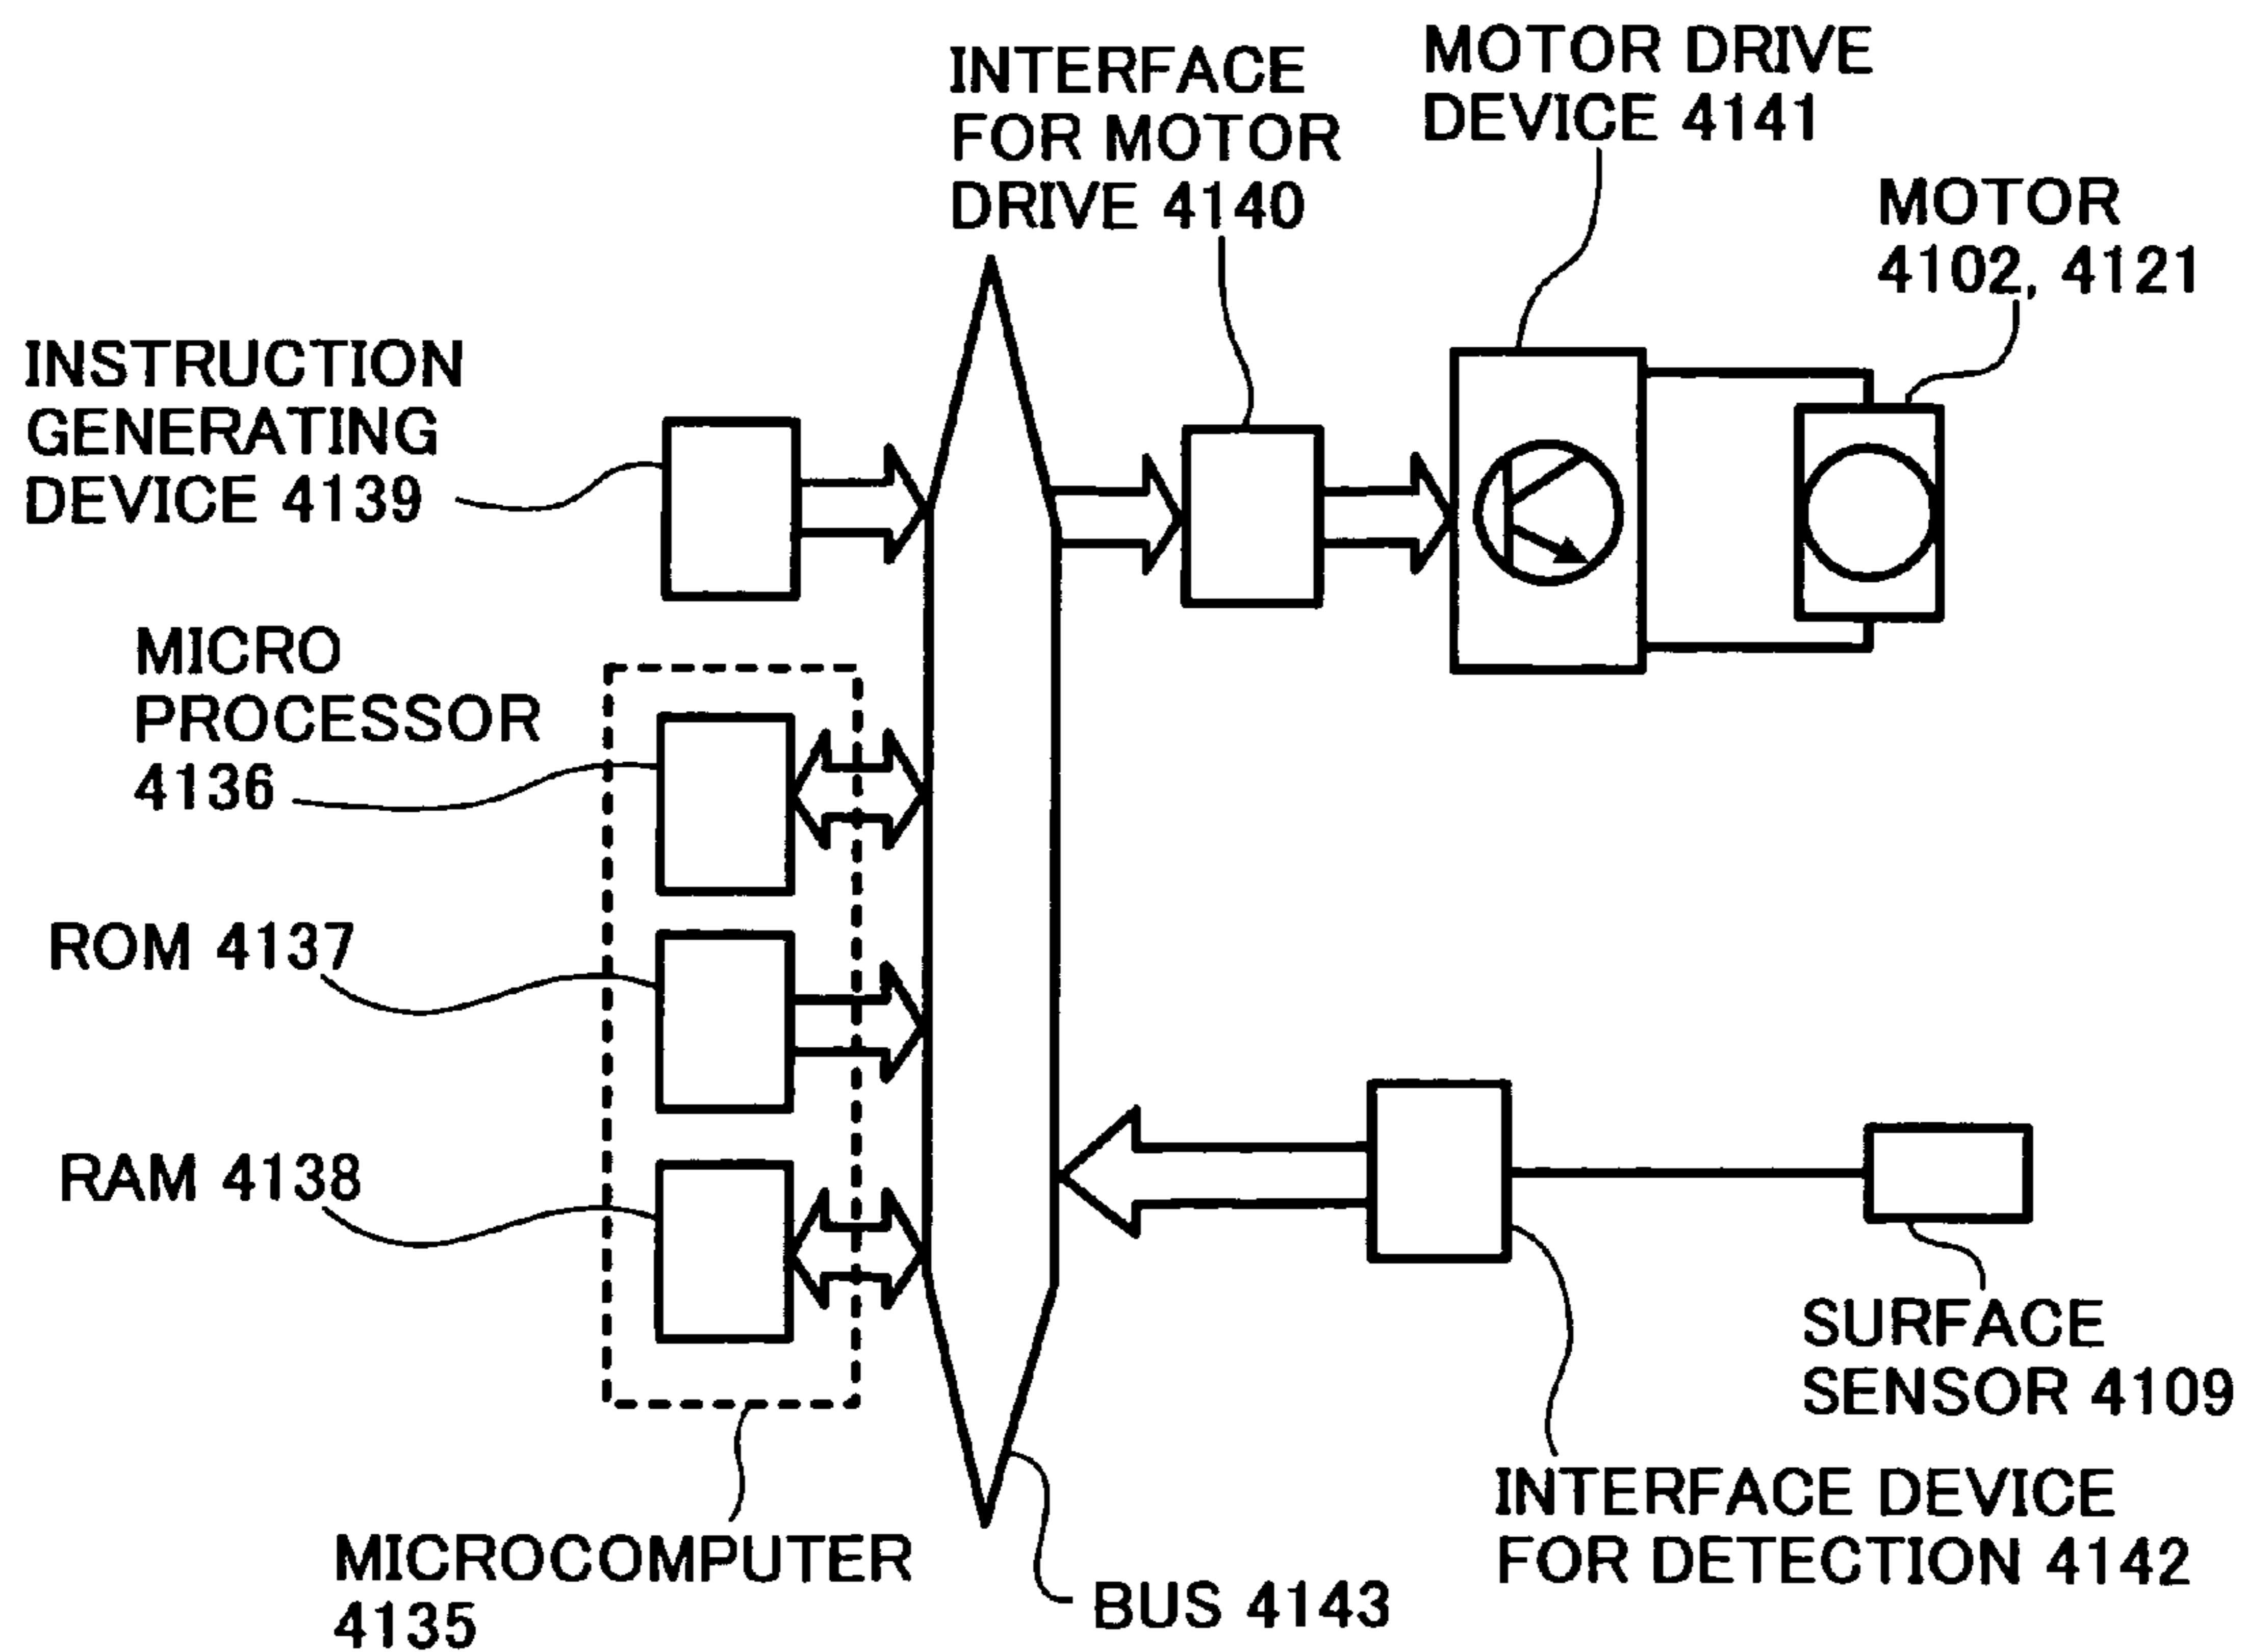 INTERFACE
FOR MOTOR
DRIVE 4140
MOTOR DRIVE
DEVICE 4141
MOTOR
4102, 4121
INSTRUCTION
GENERATING
DEVICE 4139
MICRO
PROCESSOR
4136
ROM 4137
RAM 4138
SURFACE
SENSOR 4109
INTERFACE DEVICE
FOR DETECTION 4142
MICROCOMPUTER
4135
BUS 4143